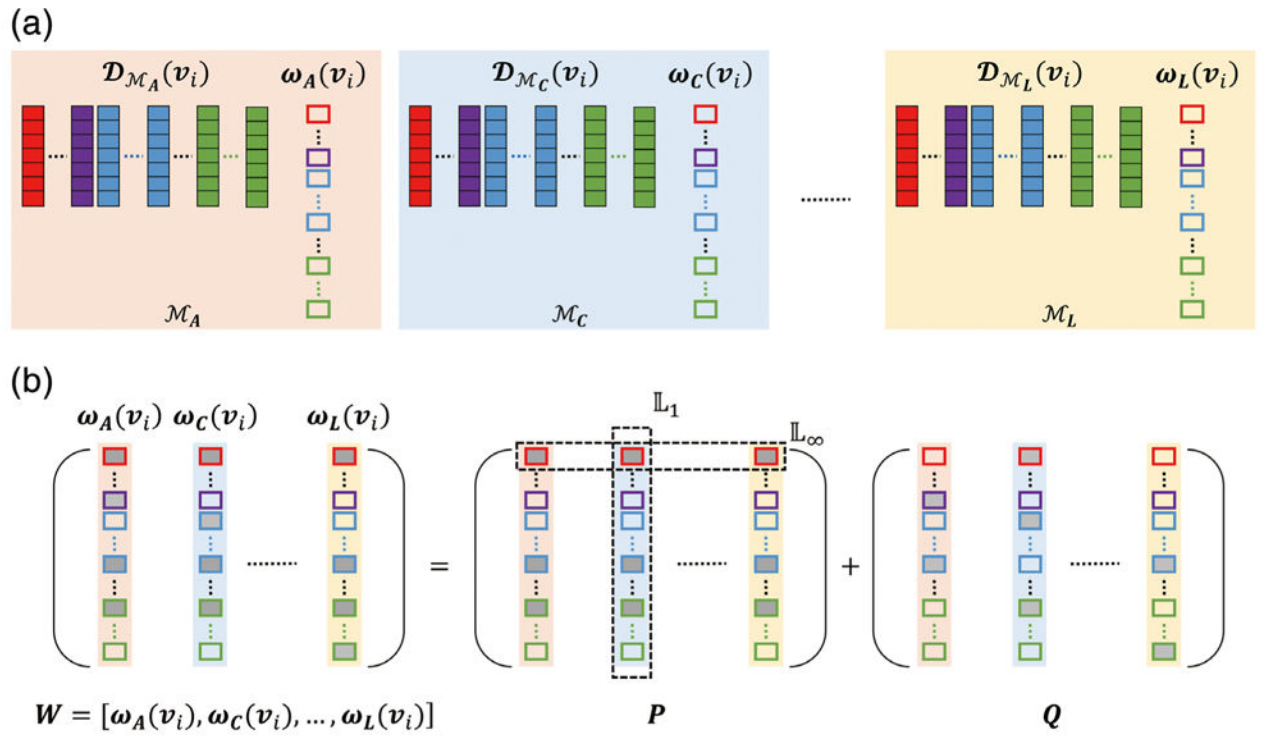 (a)
𝓓_{ℳ_A}(𝒗_i) 𝝎_A(𝒗_i) 𝓓_{ℳ_C}(𝒗_i) 𝝎_C(𝒗_i) 𝓓_{ℳ_L}(𝒗_i) 𝝎_L(𝒗_i)
ℳ_A ℳ_C ℳ_L
(b)
𝝎_A(𝒗_i) 𝝎_C(𝒗_i) 𝝎_L(𝒗_i) 𝕃_1 𝕃_∞
= +
𝑾 = [𝝎_A(𝒗_i), 𝝎_C(𝒗_i), …, 𝝎_L(𝒗_i)] 𝑷 𝑸